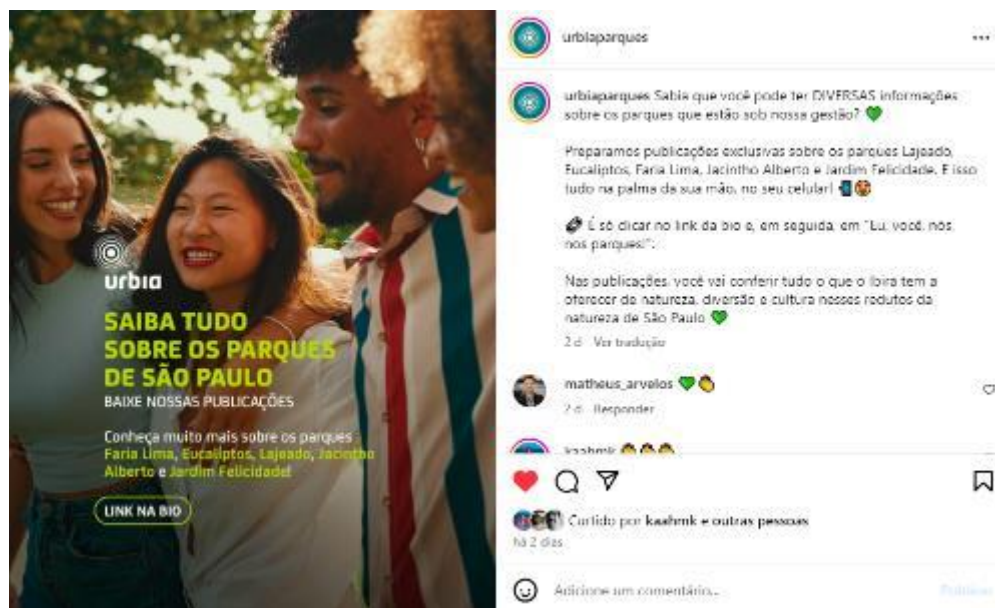 urbia
SAIBA TUDO
SOBRE OS PARQUES
DE SÃO PAULO
BAIXE NOSSAS PUBLICAÇÕES
Conheça muito mais sobre os parques
Faria Lima, Eucaliptos, Lajeado, Jacintho
Alberto e Jardim Felicidade!
LINK NA BIO
urbiaparques
urbiaparques Sabia que você pode ter DIVERSAS informações
sobre os parques que estão sob nossa gestão? 💚
Preparamos publicações exclusivas sobre os parques Lajeado,
Eucaliptos, Faria Lima, Jacintho Alberto e Jardim Felicidade. E isso
tudo na palma da sua mão, no seu celular! 📲🤩
É só clicar no link da bio e, em seguida, em "Eu, você, nós,
nos parques!":
Nas publicações, você vai conferir tudo o que o Ibira tem a
oferecer de natureza, diversão e cultura nesses redutos da
natureza de São Paulo 💚
2 d Ver tradução
matheus_arvelos 💚👏
2 d Responder
kaahmk 👏👏👏
Curtido por kaahmk e outras pessoas
há 2 dias
Adicione um comentário...
Publicar